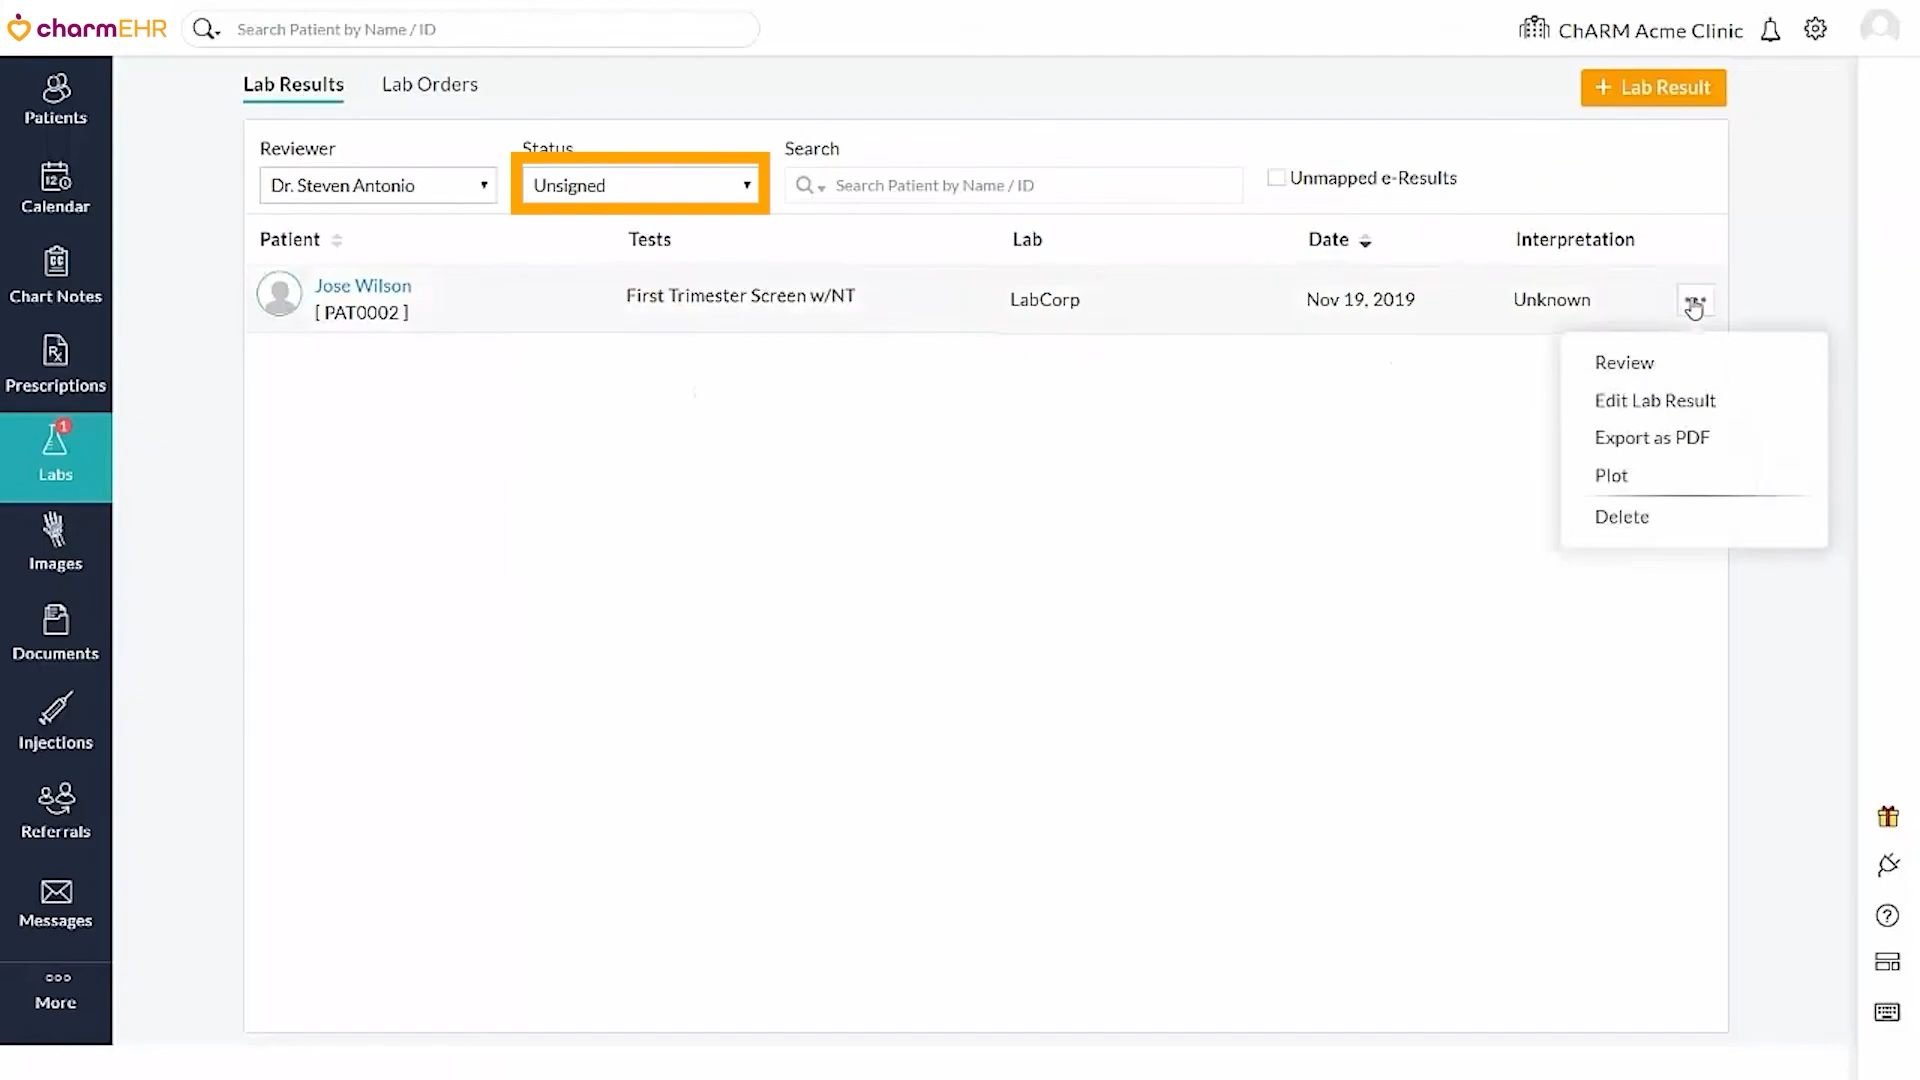 charmEHR
Search Patient by Name / ID
ChARM Acme Clinic
Patients
12
Calendar
CC
Chart Notes
Rx
Prescriptions
1
Labs
Images
Documents
Injections
Referrals
Messages
More
Lab Results
Lab Orders
+ Lab Result
Reviewer
Status
Search
Dr. Steven Antonio
Unsigned
Search Patient by Name / ID
Unmapped e-Results
Patient
Tests
Lab
Date
Interpretation
Jose Wilson
[ PAT0002 ]
First Trimester Screen w/NT
LabCorp
Nov 19, 2019
Unknown
Review
Edit Lab Result
Export as PDF
Plot
Delete